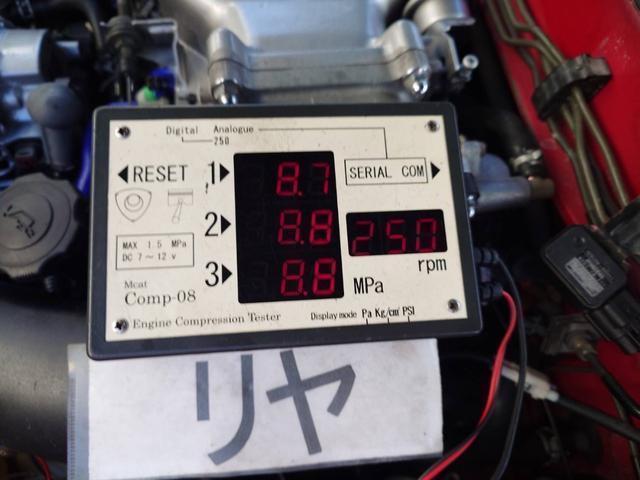 Digital Analogue
250
◀RESET
1▶ 8.7
SERIAL COM▶
2▶ 8.8
250
rpm
MAX 1.5 MPa
DC 7～12 v
3▶ 8.8
MPa
Mcat
Comp-08
Engine Compression Tester
Display mode Pa Kg/cm² PSI
リヤ